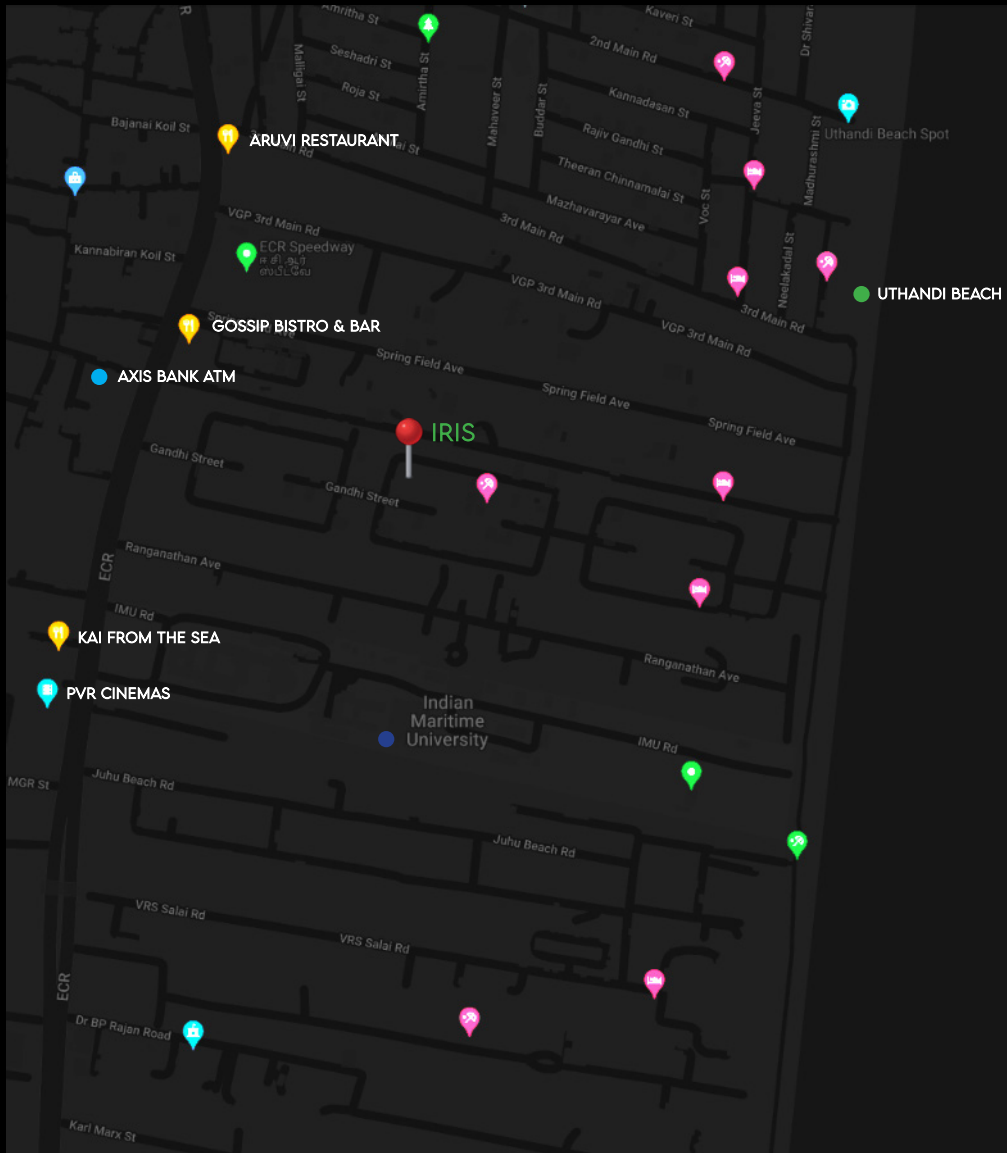 Amritha St
Kaveri St
Dr Shivar
2nd Main Rd
Seshadri St
Malligai St
Roja St
Amirtha St
Kannadasan St
Mahaveer St
Buddar St
Jeeva St
Bajanai Koil St
ARUVI RESTAURANT
Rajiv Gandhi St
Uthandi Beach Spot
Madhurashmi St
Theeran Chinnamalai St
Voc St
VGP 3rd Main Rd
Mazhavarayar Ave
3rd Main Rd
Kannabiran Koil St
ECR Speedway
ஈ சி ஆர்
ஸ்பீட்வே
Neelakadal St
VGP 3rd Main Rd
UTHANDI BEACH
3rd Main Rd
GOSSIP BISTRO & BAR
VGP 3rd Main Rd
Spring Field Ave
AXIS BANK ATM
Spring Field Ave
IRIS
Spring Field Ave
Gandhi Street
Gandhi Street
ECR
Ranganathan Ave
IMU Rd
KAI FROM THE SEA
Ranganathan Ave
PVR CINEMAS
Indian
Maritime
University
IMU Rd
MGR St
Juhu Beach Rd
Juhu Beach Rd
VRS Salai Rd
VRS Salai Rd
ECR
Dr BP Rajan Road
Karl Marx St